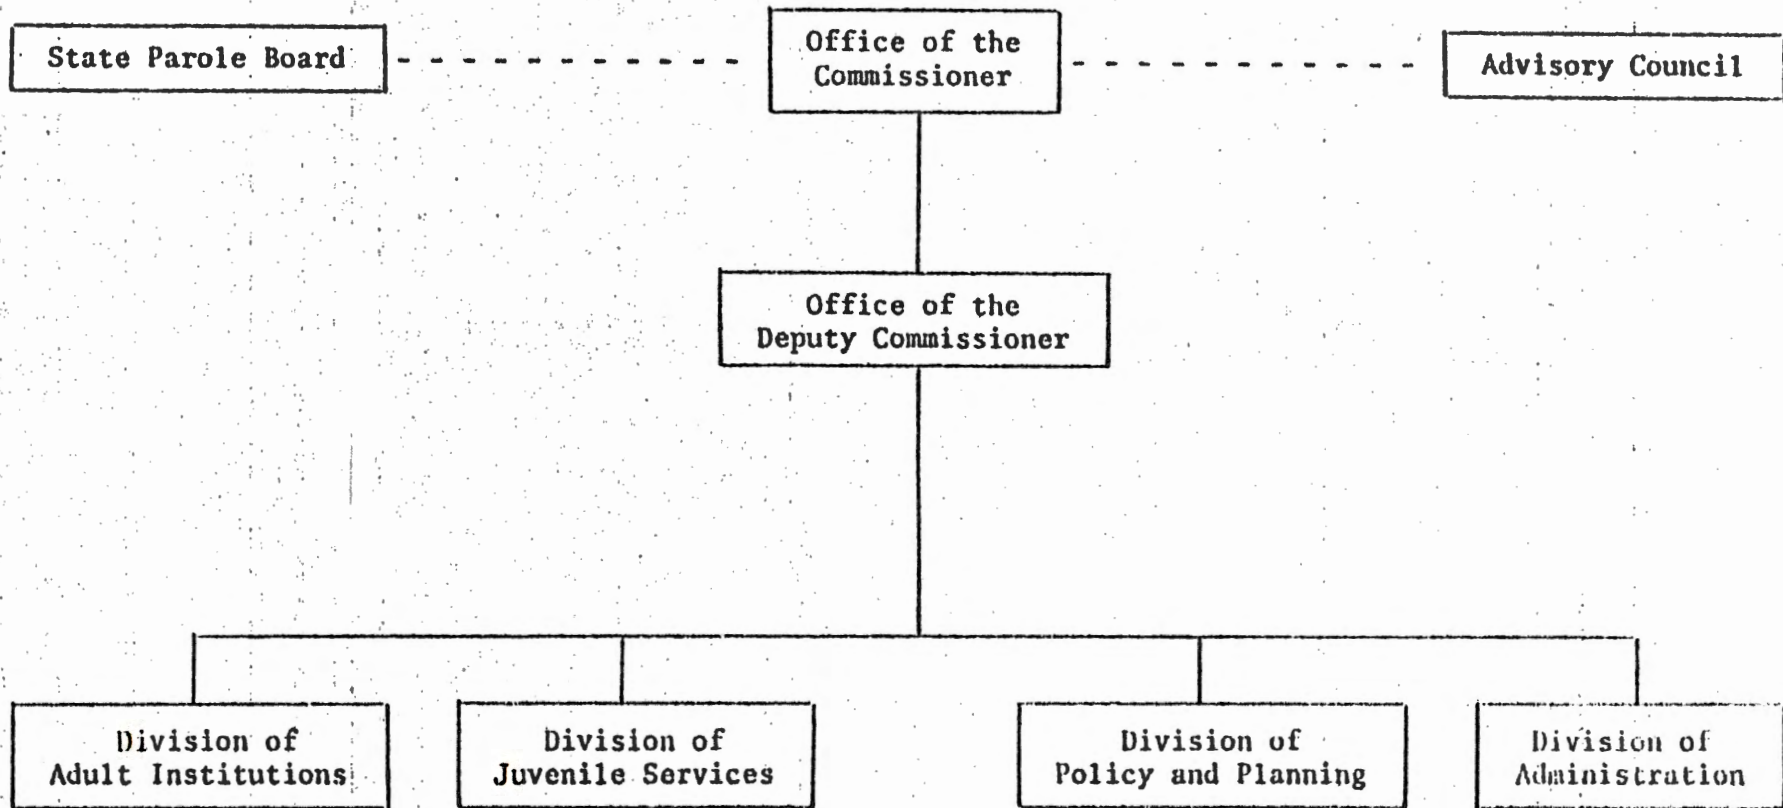 State Parole Board
Office of the
Commissioner
Advisory Council
Office of the
Deputy Commissioner
Division of
Adult Institutions
Division of
Juvenile Services
Division of
Policy and Planning
Division of
Administration